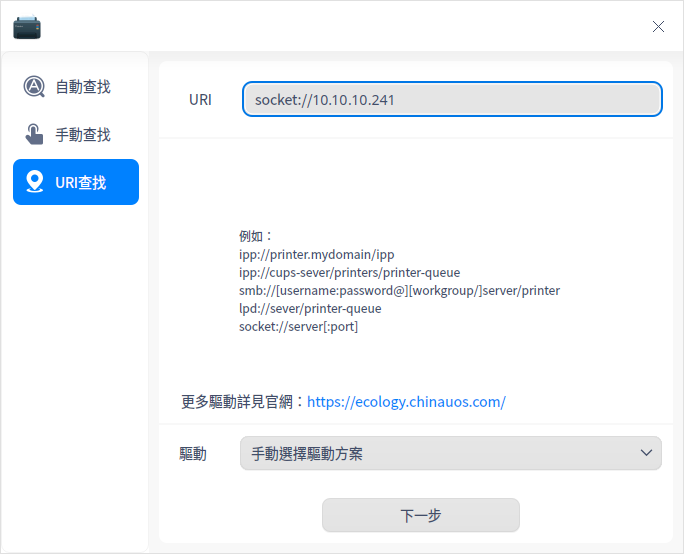 自動查找
手動查找
URI查找
URI
socket://10.10.10.241
例如：
ipp://printer.mydomain/ipp
ipp://cups-sever/printers/printer-queue
smb://[username:password@][workgroup/]server/printer
lpd://sever/printer-queue
socket://server[:port]
更多驅動詳見官網：https://ecology.chinauos.com/
驅動
手動選擇驅動方案
下一步